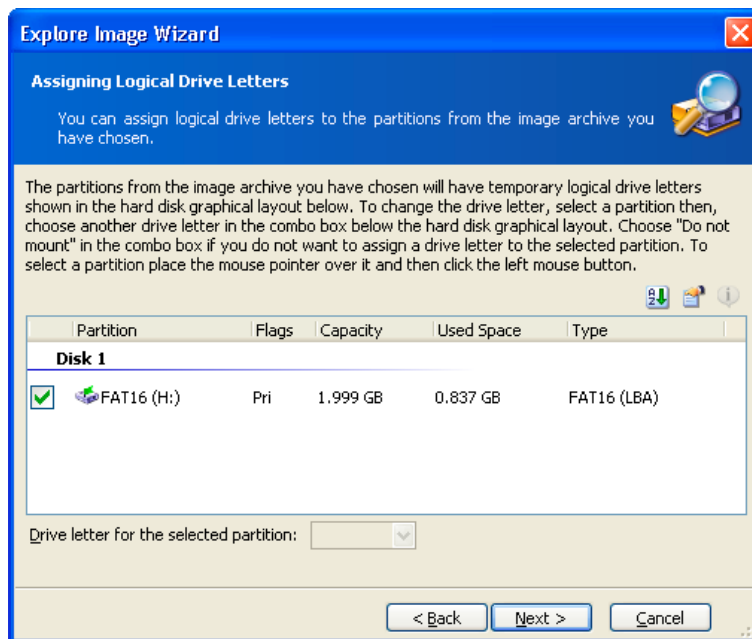 Explore Image Wizard
Assigning Logical Drive Letters
You can assign logical drive letters to the partitions from the image archive you
have chosen.
The partitions from the image archive you have chosen will have temporary logical drive letters
shown in the hard disk graphical layout below. To change the drive letter, select a partition then,
choose another drive letter in the combo box below the hard disk graphical layout. Choose "Do not
mount" in the combo box if you do not want to assign a drive letter to the selected partition. To
select a partition place the mouse pointer over it and then click the left mouse button.
Partition Flags Capacity Used Space Type
Disk 1
FAT16 (H:) Pri 1.999 GB 0.837 GB FAT16 (LBA)
Drive letter for the selected partition:
< Back Next > Cancel